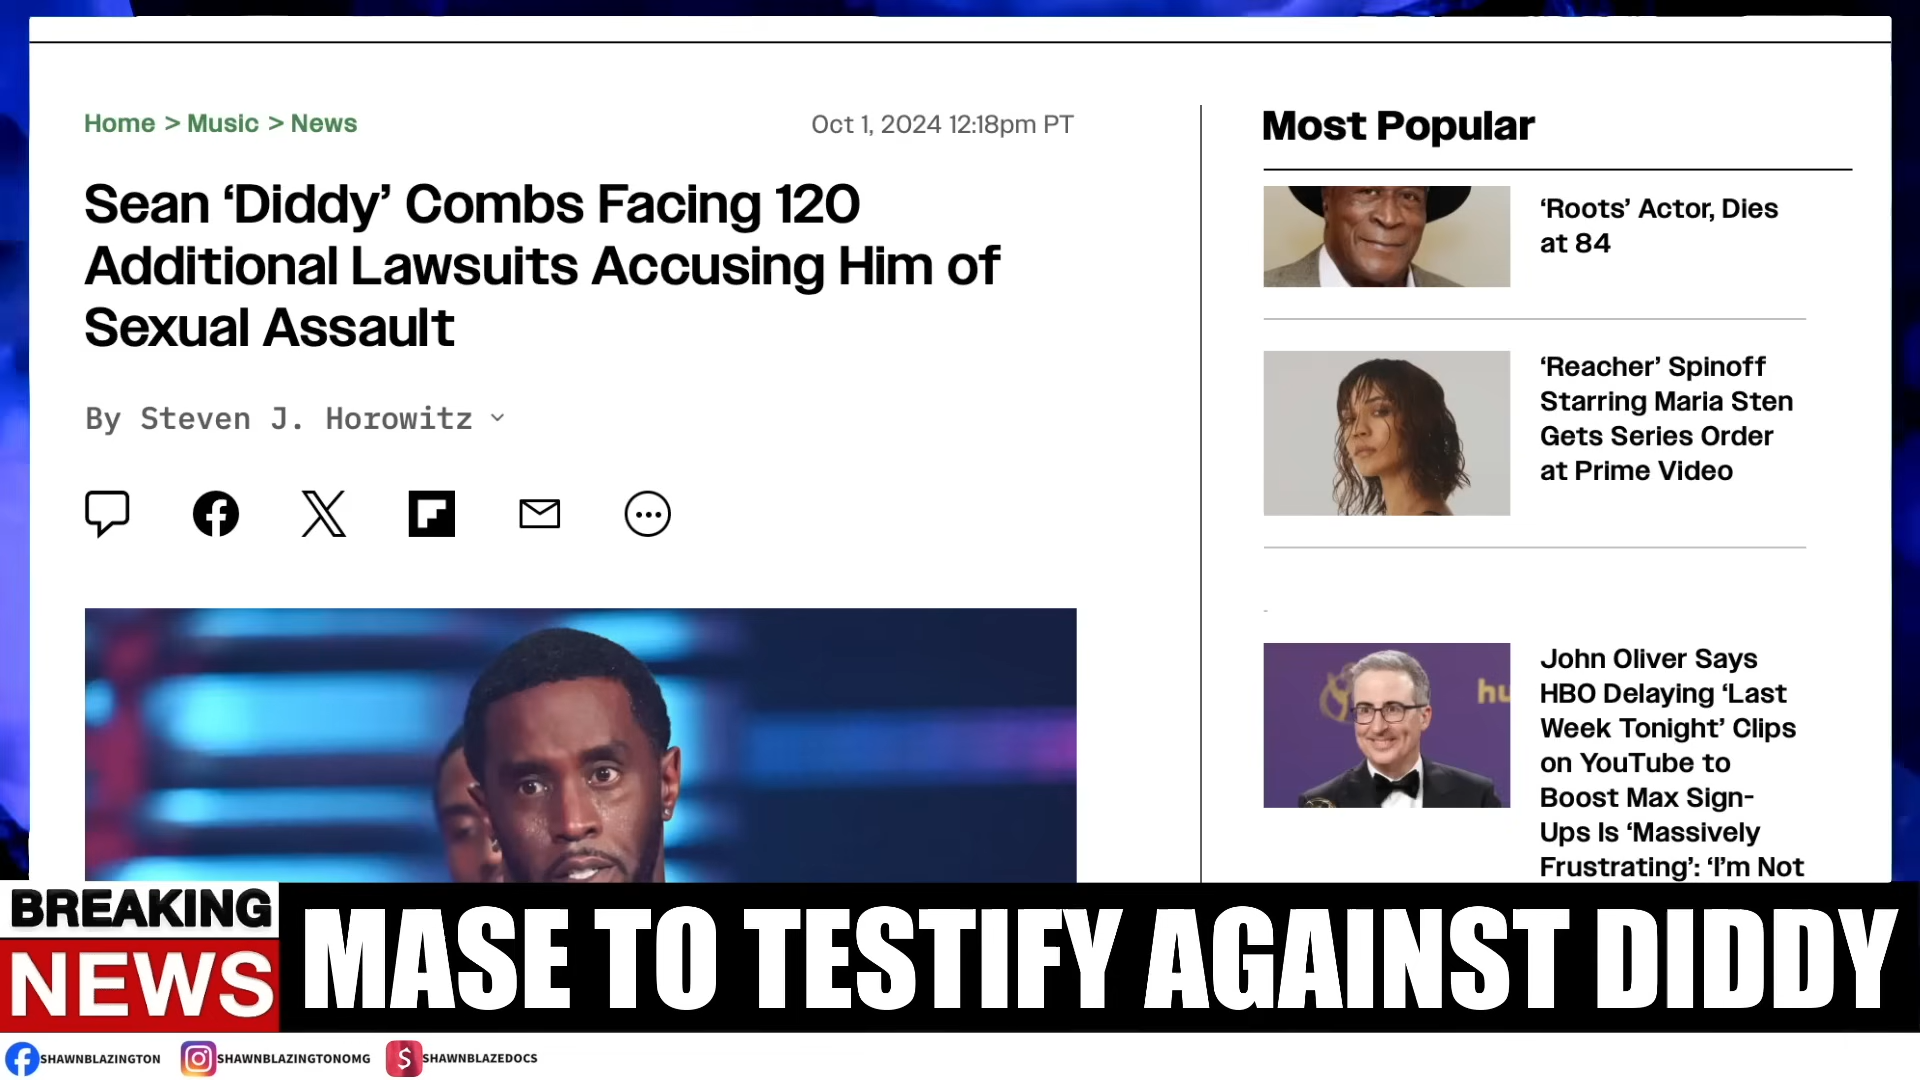 Home > Music > News
Oct 1, 2024 12:18pm PT
Sean ‘Diddy’ Combs Facing 120
Additional Lawsuits Accusing Him of
Sexual Assault
By Steven J. Horowitz
Most Popular
‘Roots’ Actor, Dies
at 84
‘Reacher’ Spinoff
Starring Maria Sten
Gets Series Order
at Prime Video
hu
John Oliver Says
HBO Delaying ‘Last
Week Tonight’ Clips
on YouTube to
Boost Max Sign-
Ups Is ‘Massively
Frustrating’: ‘I’m Not
BREAKING
NEWS
MASE TO TESTIFY AGAINST DIDDY
SHAWNBLAZINGTON
SHAWNBLAZINGTONOMG
SHAWNBLAZEDOCS